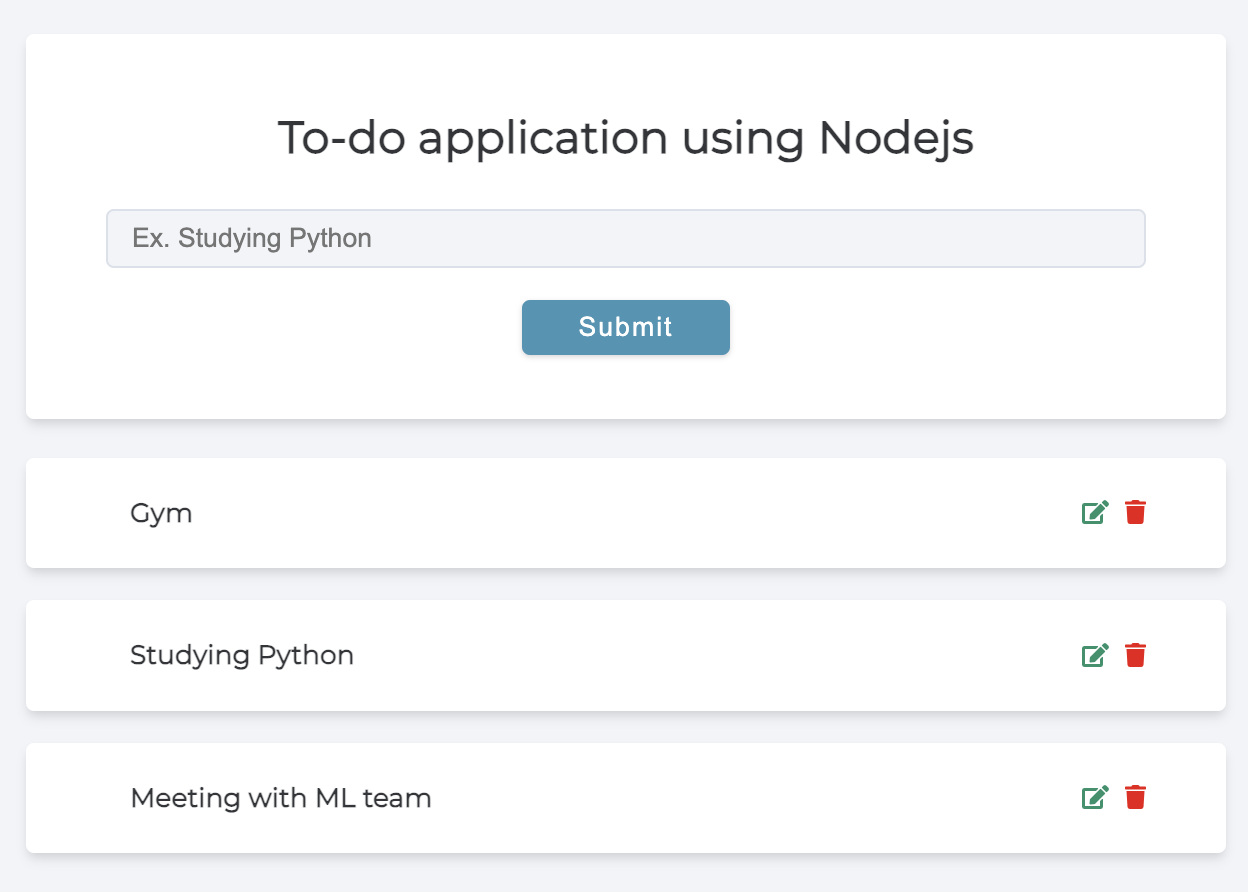 To-do application using Nodejs
Ex. Studying Python
Submit
Gym
Studying Python
Meeting with ML team